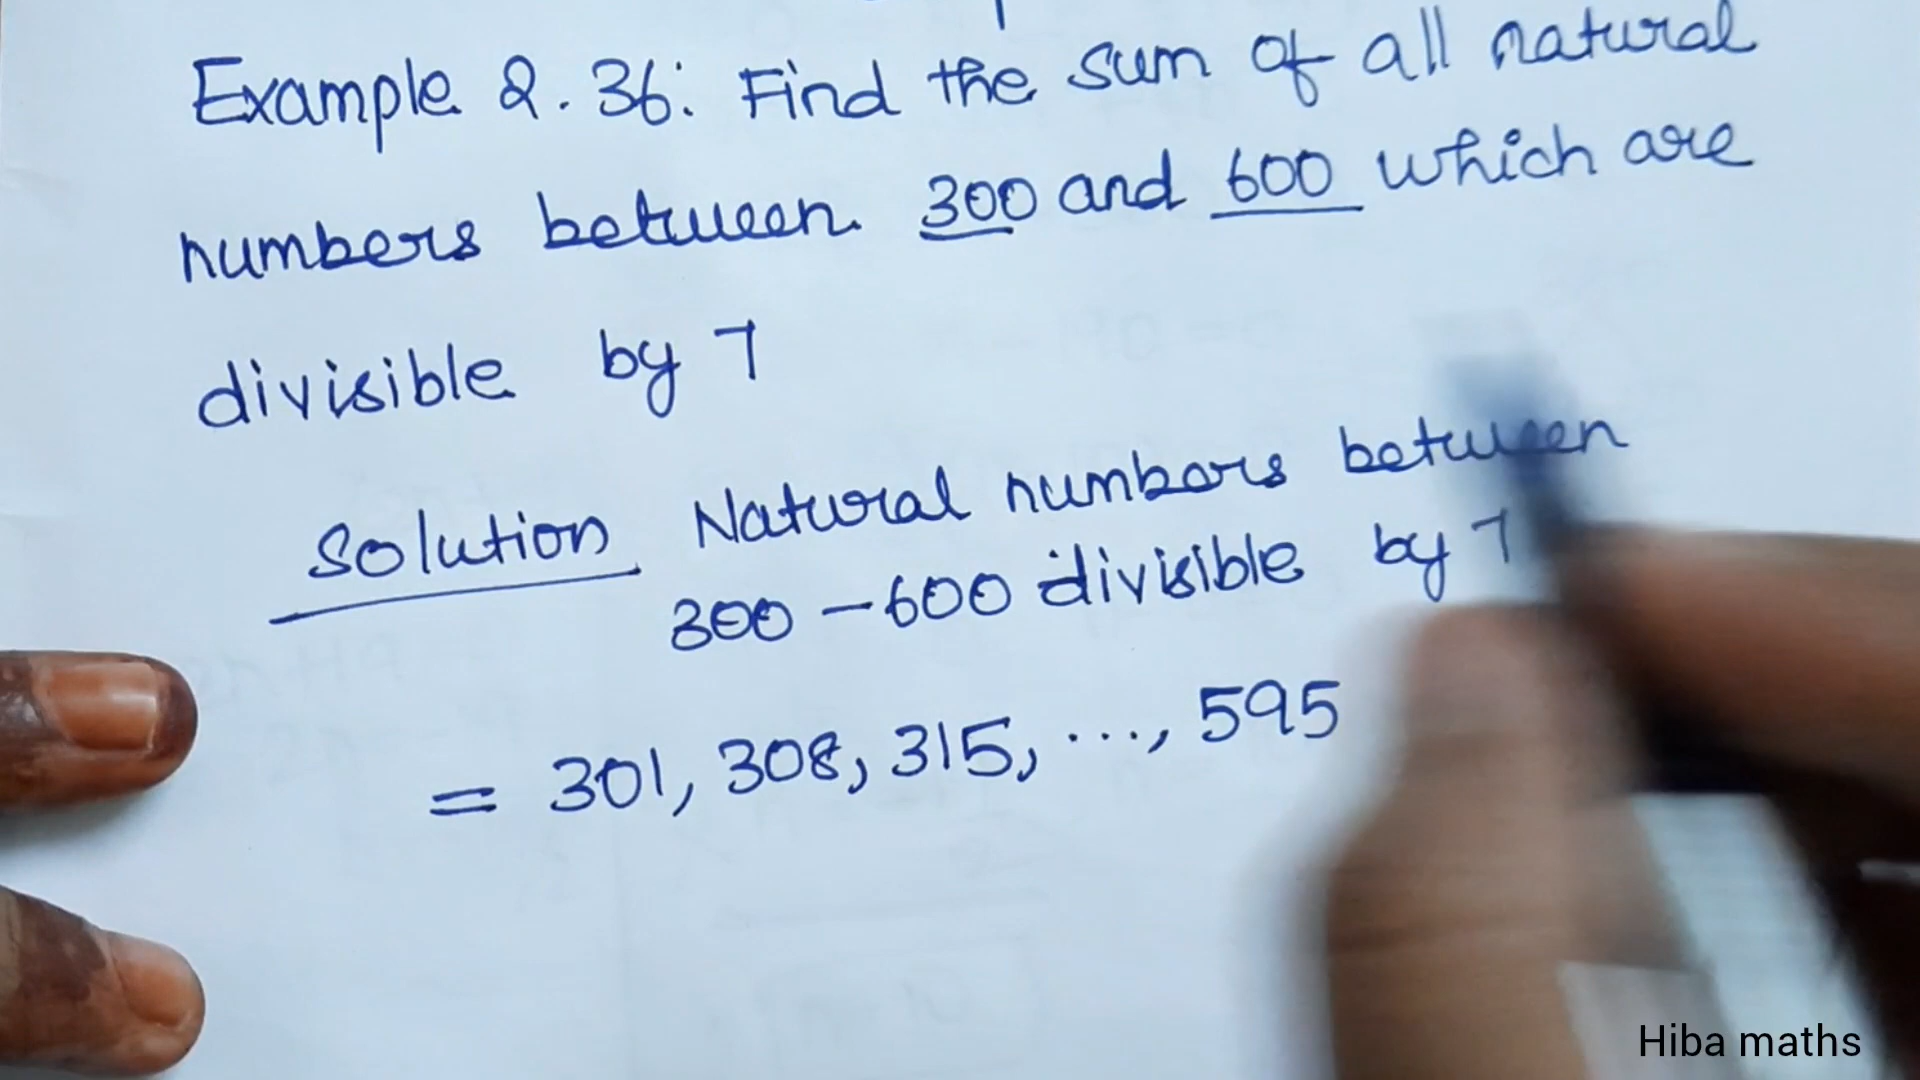 Example 2.36: Find the sum of all natural
numbers between 300 and 600 which are
divisible by 7
Solution Natural numbers between
300 - 600 divisible by 7
= 301, 308, 315, ..., 595
Hiba maths